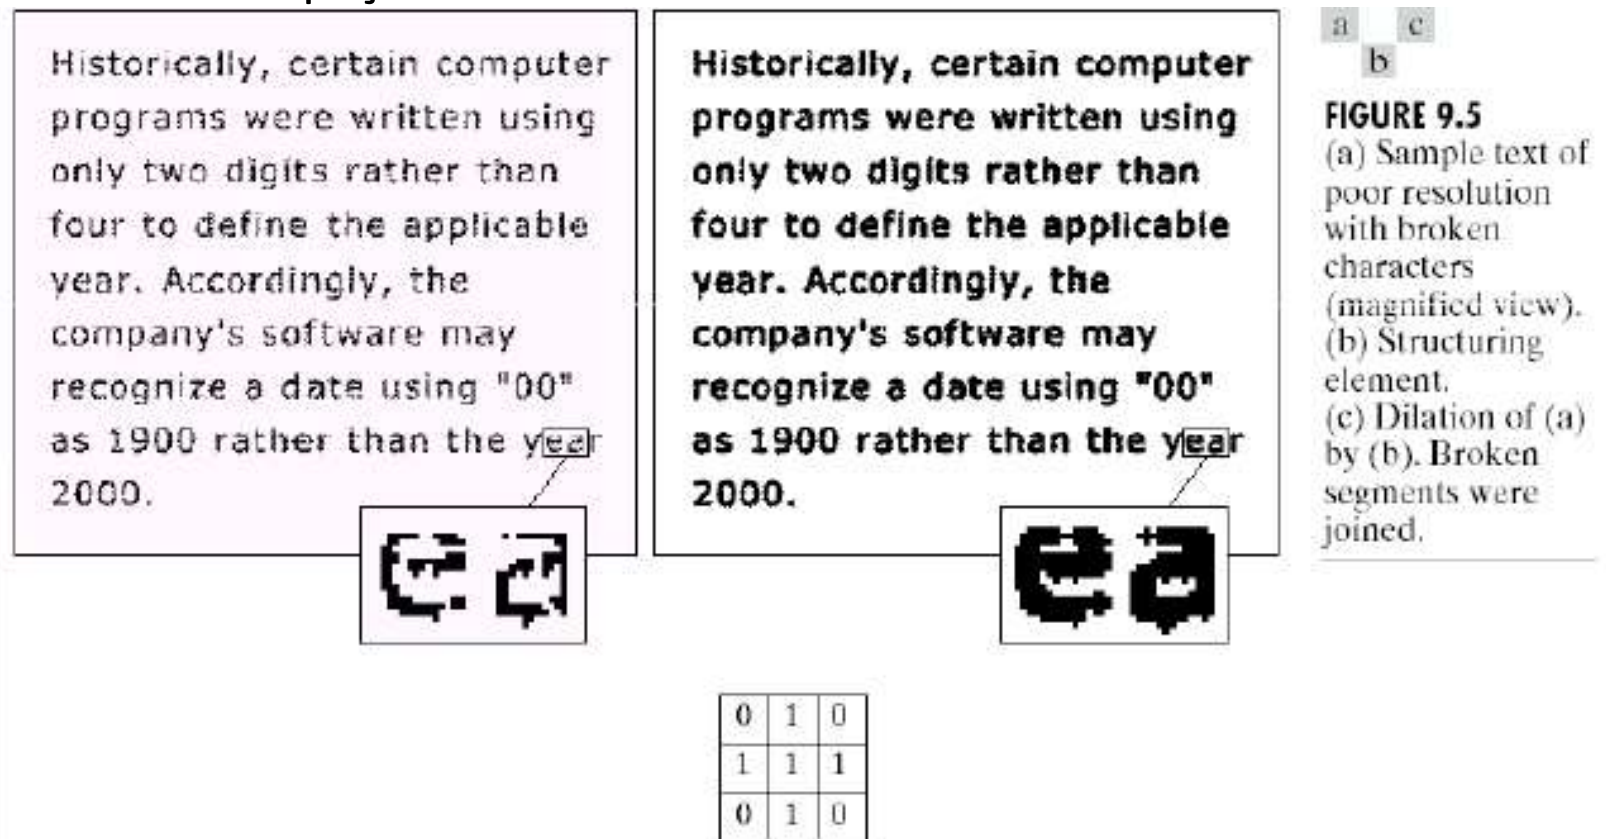 Historically, certain computer
programs were written using
only two digits rather than
four to define the applicable
year. Accordingly, the
company's software may
recognize a date using "00"
as 1900 rather than the year
2000.
ea
Historically, certain computer
programs were written using
only two digits rather than
four to define the applicable
year. Accordingly, the
company's software may
recognize a date using "00"
as 1900 rather than the year
2000.
ea
a c
b
FIGURE 9.5
(a) Sample text of
poor resolution
with broken
characters
(magnified view).
(b) Structuring
element.
(c) Dilation of (a)
by (b). Broken
segments were
joined.
0 1 0
1 1 1
0 1 0